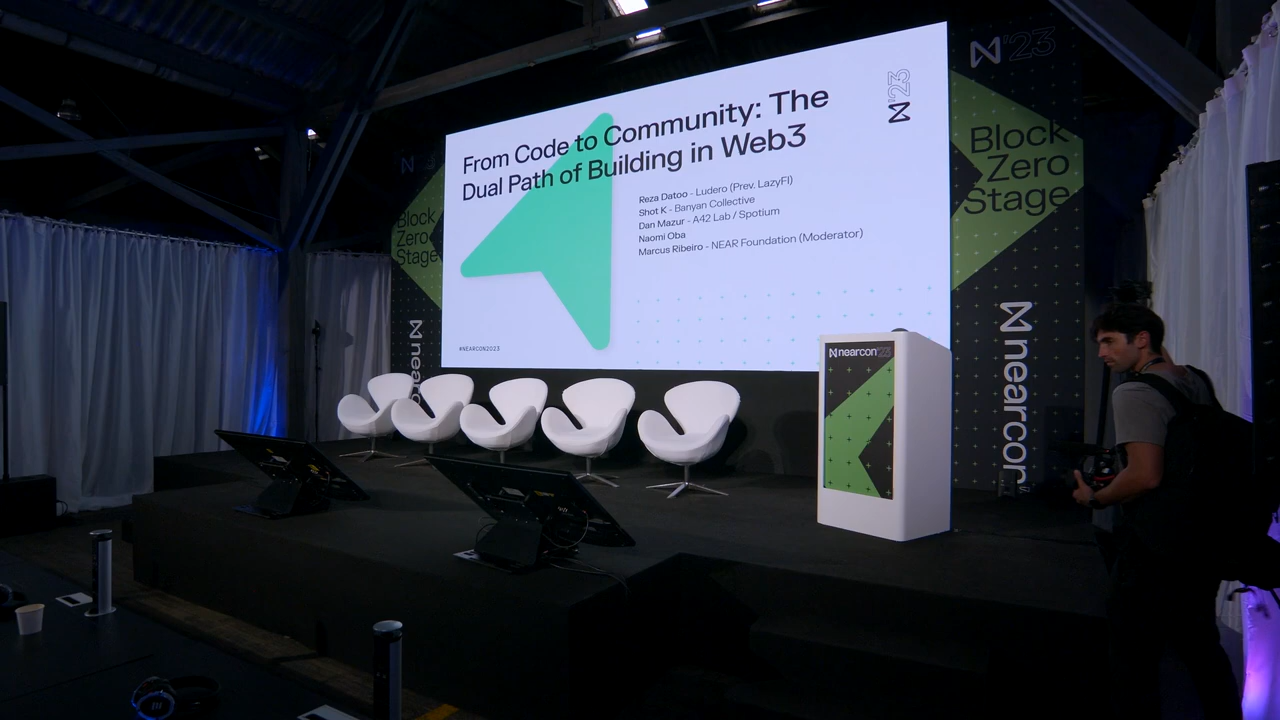 From Code to Community: The
Dual Path of Building in Web3
Reza Datoo - Ludero (Prev. LazyFI)
Shot K - Banyan Collective
Dan Mazur - A42 Lab / Spotium
Naomi Oba
Marcus Ribeiro - NEAR Foundation (Moderator)
#NEARCON2023
'23
'23
Block
Zero
Stage
Block
Zero
Stage
nearcon
nearcon
nearcon'23